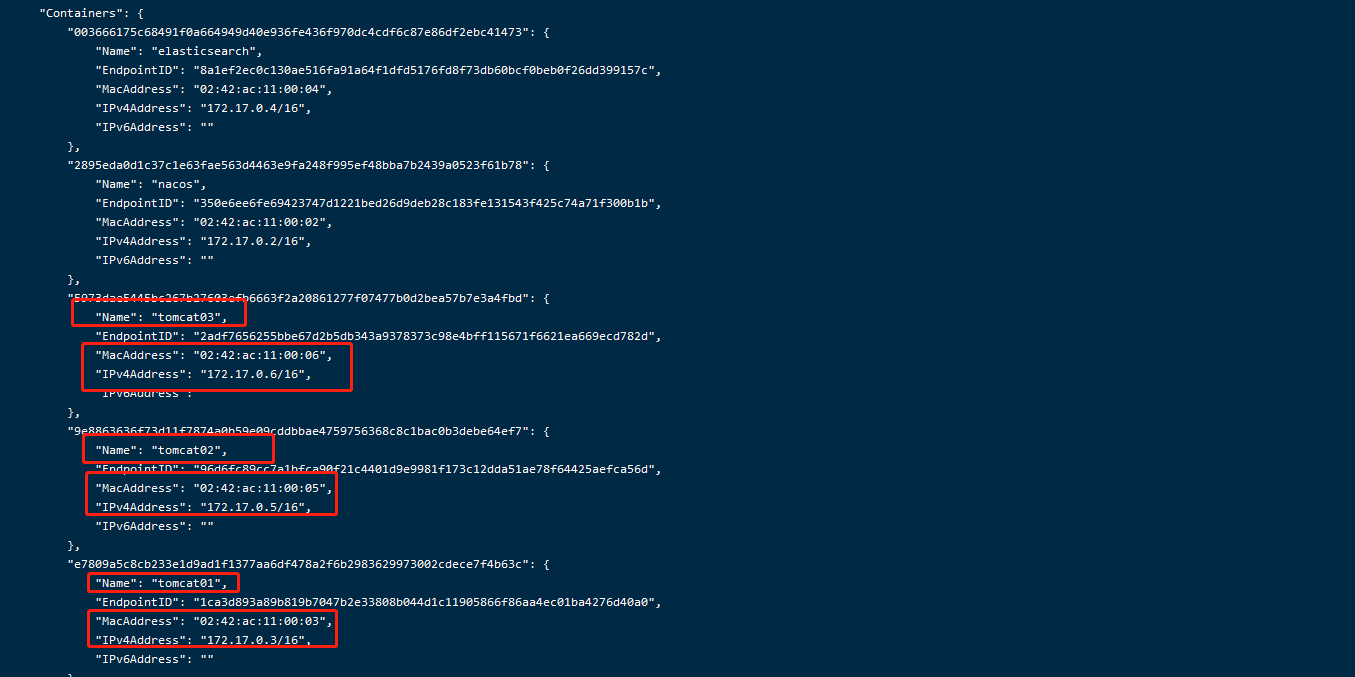 "Containers": {
"003666175c68491f0a664949d40e936fe436f970dc4cdf6c87e86df2ebc41473": {
"Name": "elasticsearch",
"EndpointID": "8a1ef2ec0c130ae516fa91a64f1dfd5176fd8f73db60bcf0beb0f26dd399157c",
"MacAddress": "02:42:ac:11:00:04",
"IPv4Address": "172.17.0.4/16",
"IPv6Address": ""
},
"2895eda0d1c37c1e63fae563d4463e9fa248f995ef48bba7b2439a0523f61b78": {
"Name": "nacos",
"EndpointID": "350e6ee6fe69423747d1221bed26d9deb28c183fe131543f425c74a71f300b1b",
"MacAddress": "02:42:ac:11:00:02",
"IPv4Address": "172.17.0.2/16",
"IPv6Address": ""
},
"5973dae5445bc267b27603efb6663f2a20861277f07477b0d2bea57b7e3a4fbd": {
"Name": "tomcat03",
"EndpointID": "2adf7656255bbe67d2b5db343a9378373c98e4bff115671f6621ea669ecd782d",
"MacAddress": "02:42:ac:11:00:06",
"IPv4Address": "172.17.0.6/16",
"IPv6Address":
},
"9e8863636f73d11f7874a0b59e09cddbbae4759756368c8c1bac0b3debe64ef7": {
"Name": "tomcat02",
"EndpointID": "96d6fc89cc7a1bfca90f21c4401d9e9981f173c12dda51ae78f64425aefca56d",
"MacAddress": "02:42:ac:11:00:05",
"IPv4Address": "172.17.0.5/16",
"IPv6Address": ""
},
"e7809a5c8cb233e1d9ad1f1377aa6df478a2f6b2983629973002cdece7f4b63c": {
"Name": "tomcat01",
"EndpointID": "1ca3d893a89b819b7047b2e33808b044d1c11905866f86aa4ec01ba4276d40a0",
"MacAddress": "02:42:ac:11:00:03",
"IPv4Address": "172.17.0.3/16",
"IPv6Address": ""
}